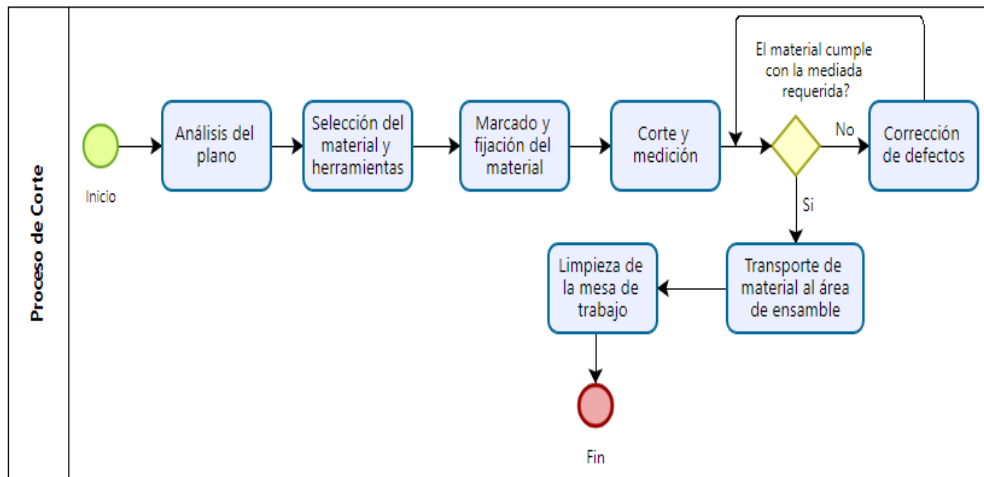 Proceso de Corte
Inicio
Análisis del
plano
Selección del
material y
herramientas
Marcado y
fijación del
material
Corte y
medición
El material cumple
con la mediada
requerida?
No
Corrección
de defectos
Si
Transporte de
material al área
de ensamble
Limpieza de
la mesa de
trabajo
Fin